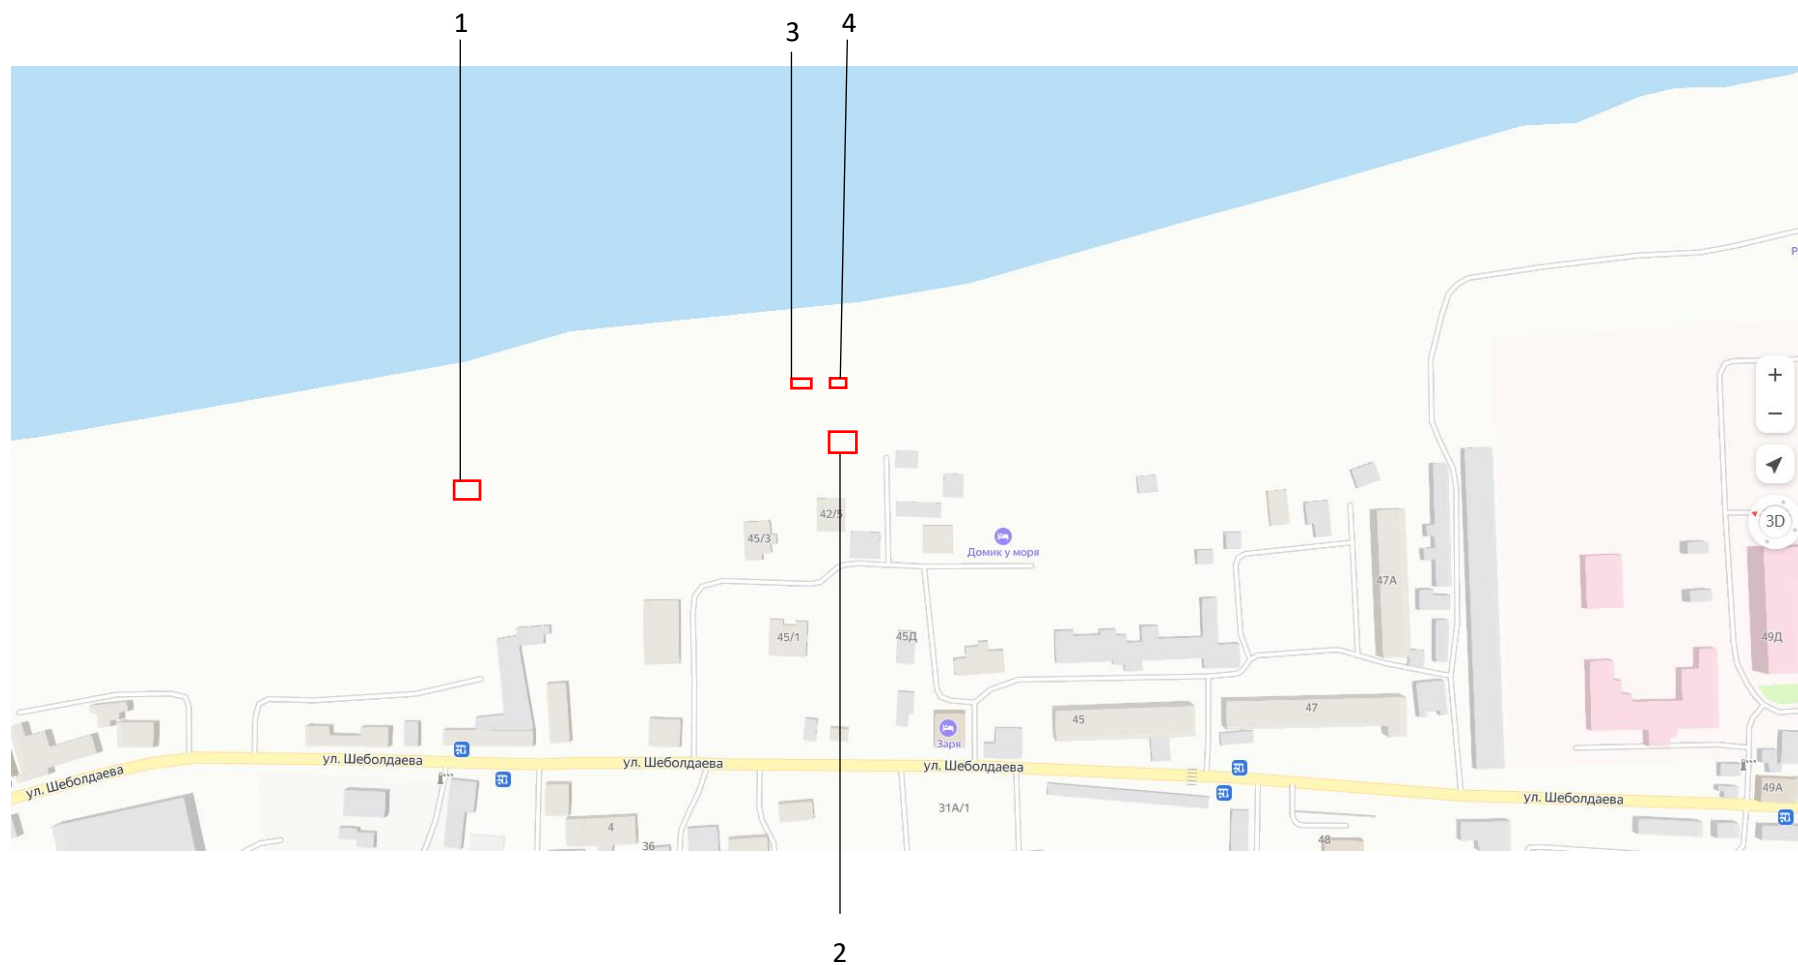 1
3
4
Р
+
−
3D
42/5
45/3
Домик у моря
47А
45/1
45Д
49Д
45
47
Заря
ул. Шеболдаева
ул. Шеболдаева
ул. Шеболдаева
ул. Шеболдаева
ул. Шеболдаева
49А
31А/1
4
36
48
2